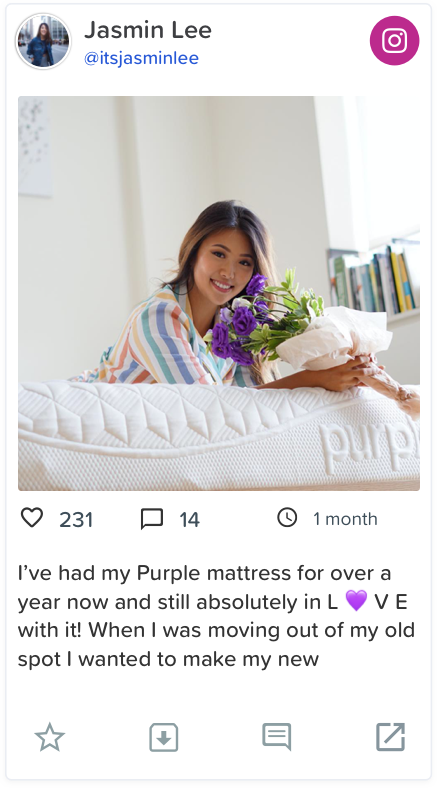 Jasmin Lee
@itsjasminlee
purpl
231
14
1 month
I’ve had my Purple mattress for over a
year now and still absolutely in L 💜 V E
with it! When I was moving out of my old
spot I wanted to make my new